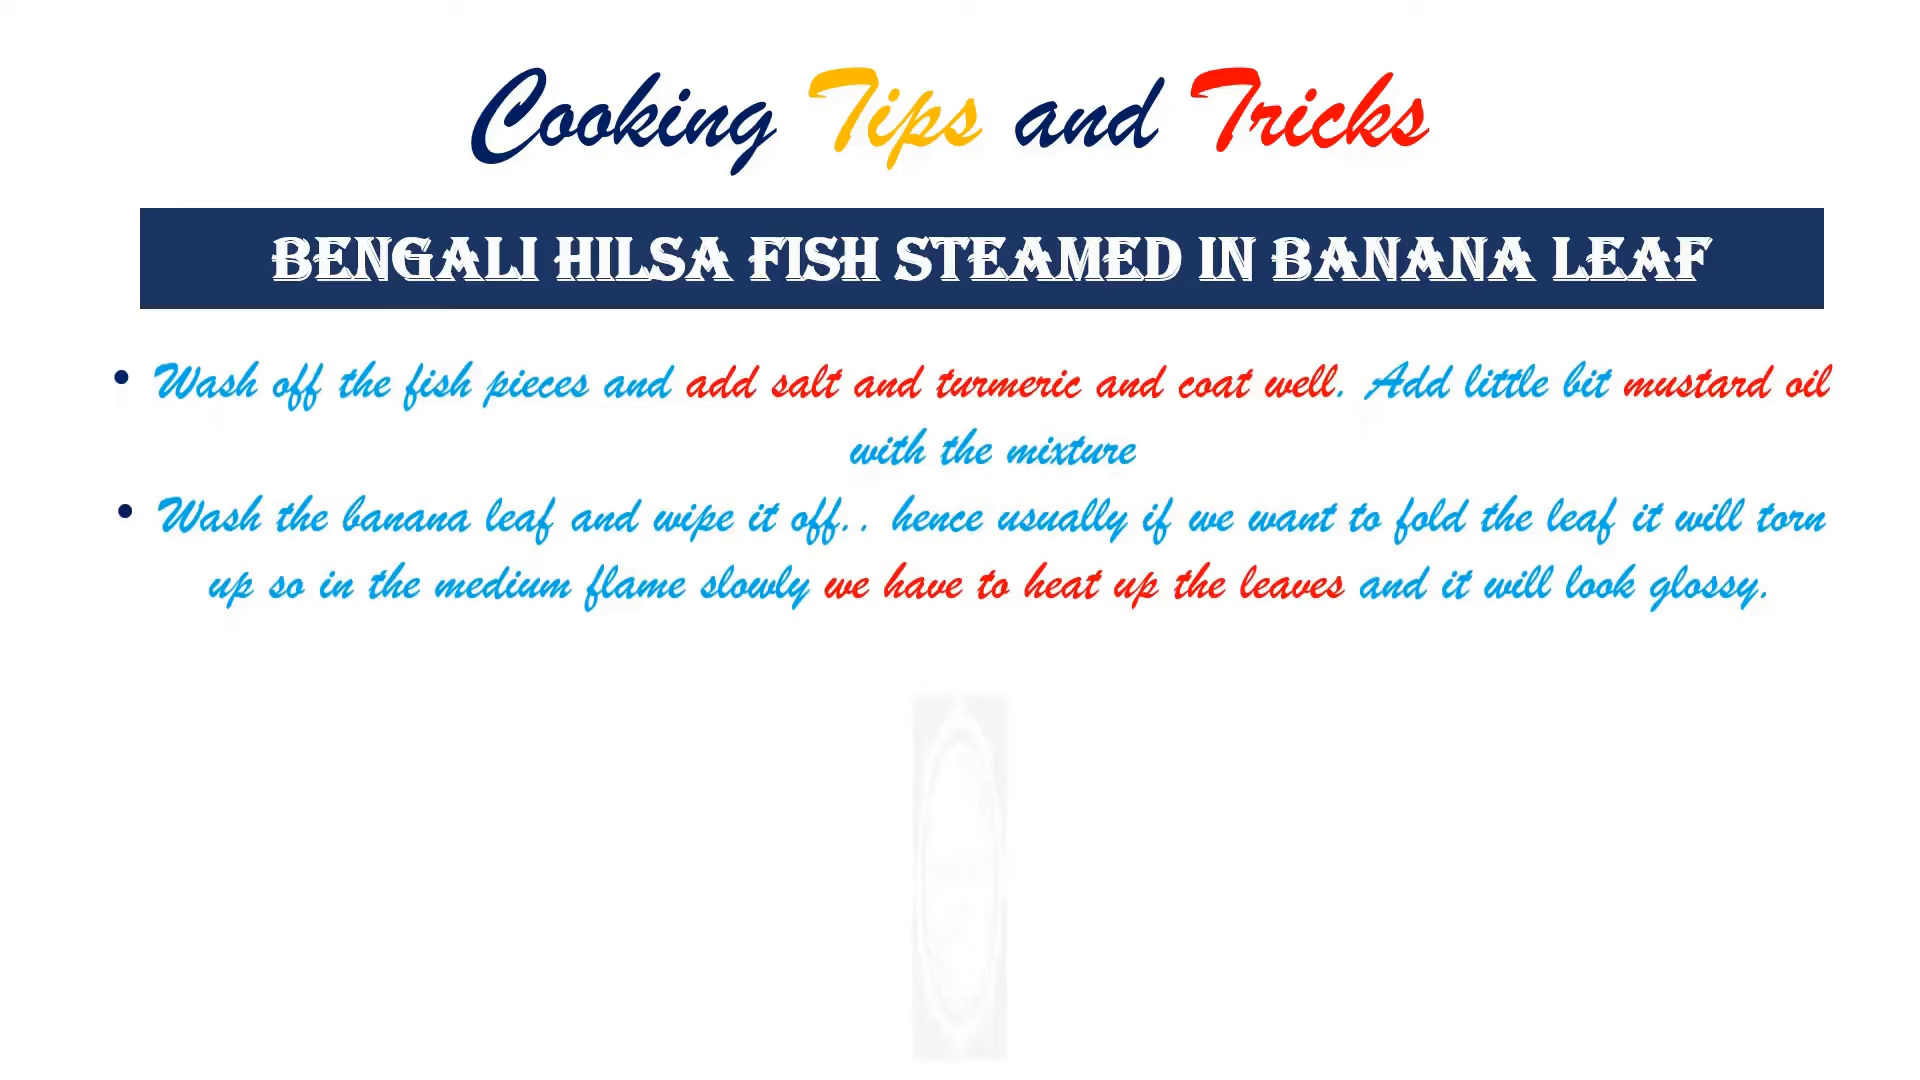 Cooking Tips and Tricks
BENGALI HILSA FISH STEAMED IN BANANA LEAF
• Wash off the fish pieces and add salt and turmeric and coat well. Add little bit mustard oil
with the mixture
• Wash the banana leaf and wipe it off.. hence usually if we want to fold the leaf it will torn
up so in the medium flame slowly we have to heat up the leaves and it will look glossy.